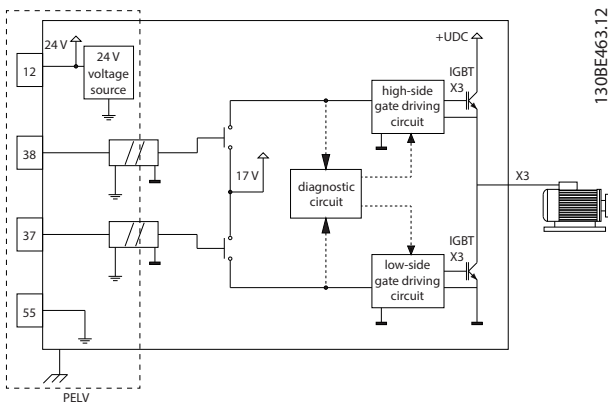 130BE463.12
+UDC
24 V
12
24 V
voltage
source
high-side
gate driving
circuit
IGBT
X3
38
17 V
diagnostic
circuit
X3
37
IGBT
X3
low-side
gate driving
circuit
55
PELV